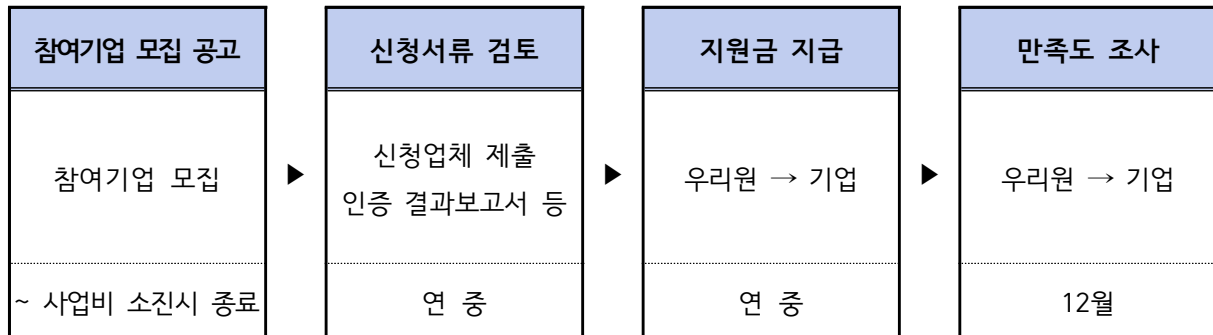 참여기업 모집 공고
참여기업 모집
~ 사업비 소진시 종료
▶
신청서류 검토
신청업체 제출
인증 결과보고서 등
연 중
▶
지원금 지급
우리원 → 기업
연 중
▶
만족도 조사
우리원 → 기업
12월